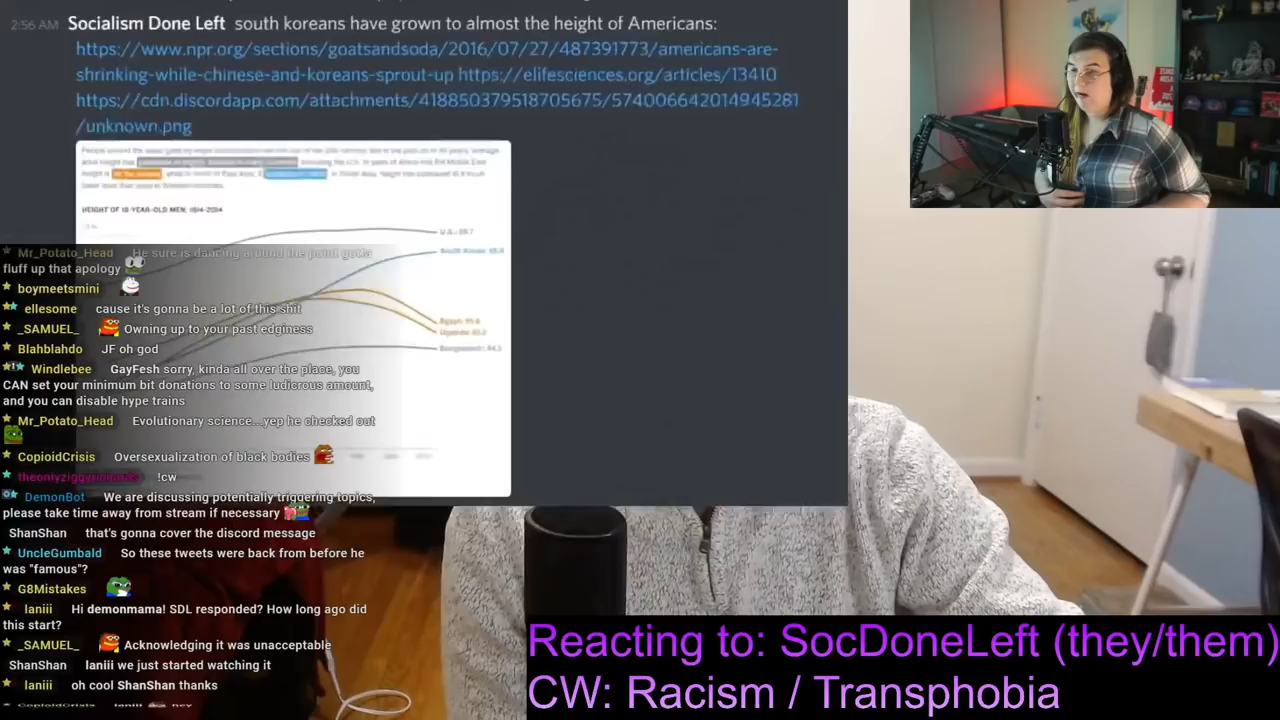 2:56 AM Socialism Done Left south koreans have grown to almost the height of Americans:
https://www.npr.org/sections/goatsandsoda/2016/07/27/487391773/americans-are-
shrinking-while-chinese-and-koreans-sprout-up https://elifesciences.org/articles/13410
https://cdn.discordapp.com/attachments/418850379518705675/5740066420149452​81
/unknown.png
HEIGHT OF 18-YEAR-OLD MEN, 1914-2014
Mr_Potato_Head He sure is dancing around the point gotta
fluff up that apology
boymeetsmini
ellesome cause it's gonna be a lot of this shit
_SAMUEL_ Owning up to your past edginess
Blahblahdo JF oh god
Windlebee GayFesh sorry, kinda all over the place, you
CAN set your minimum bit donations to some ludicrous amount,
and you can disable hype trains
Mr_Potato_Head Evolutionary science...yep he checked out
CopioidCrisis Oversexualization of black bodies
!cw
DemonBot We are discussing potentially triggering topics,
please take time away from stream if necessary
ShanShan that's gonna cover the discord message
UncleGumbald So these tweets were back from before he
was "famous"?
G8Mistakes
laniii Hi demonmama! SDL responded? How long ago did
this start?
_SAMUEL_ Acknowledging it was unacceptable
ShanShan laniii we just started watching it
laniii oh cool ShanShan thanks
CopioidCrisis laniii hey
Reacting to: SocDoneLeft (they/them)
CW: Racism / Transphobia